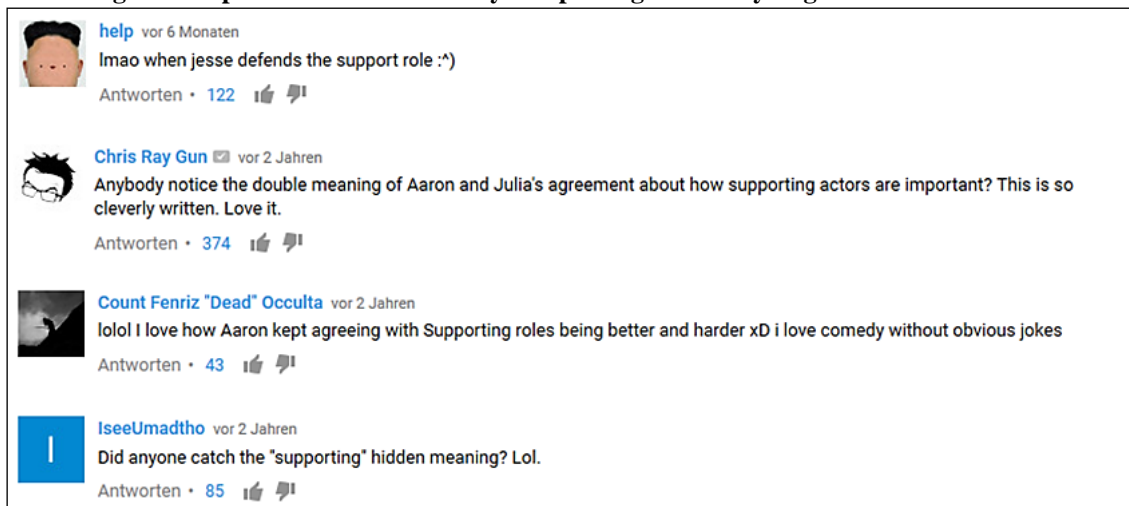 help vor 6 Monaten
lmao when jesse defends the support role :^)
Antworten • 122
Chris Ray Gun vor 2 Jahren
Anybody notice the double meaning of Aaron and Julia's agreement about how supporting actors are important? This is so
cleverly written. Love it.
Antworten • 374
Count Fenriz "Dead" Occulta vor 2 Jahren
lolol I love how Aaron kept agreeing with Supporting roles being better and harder xD i love comedy without obvious jokes
Antworten • 43
I
IseeUmadtho vor 2 Jahren
Did anyone catch the "supporting" hidden meaning? Lol.
Antworten • 85